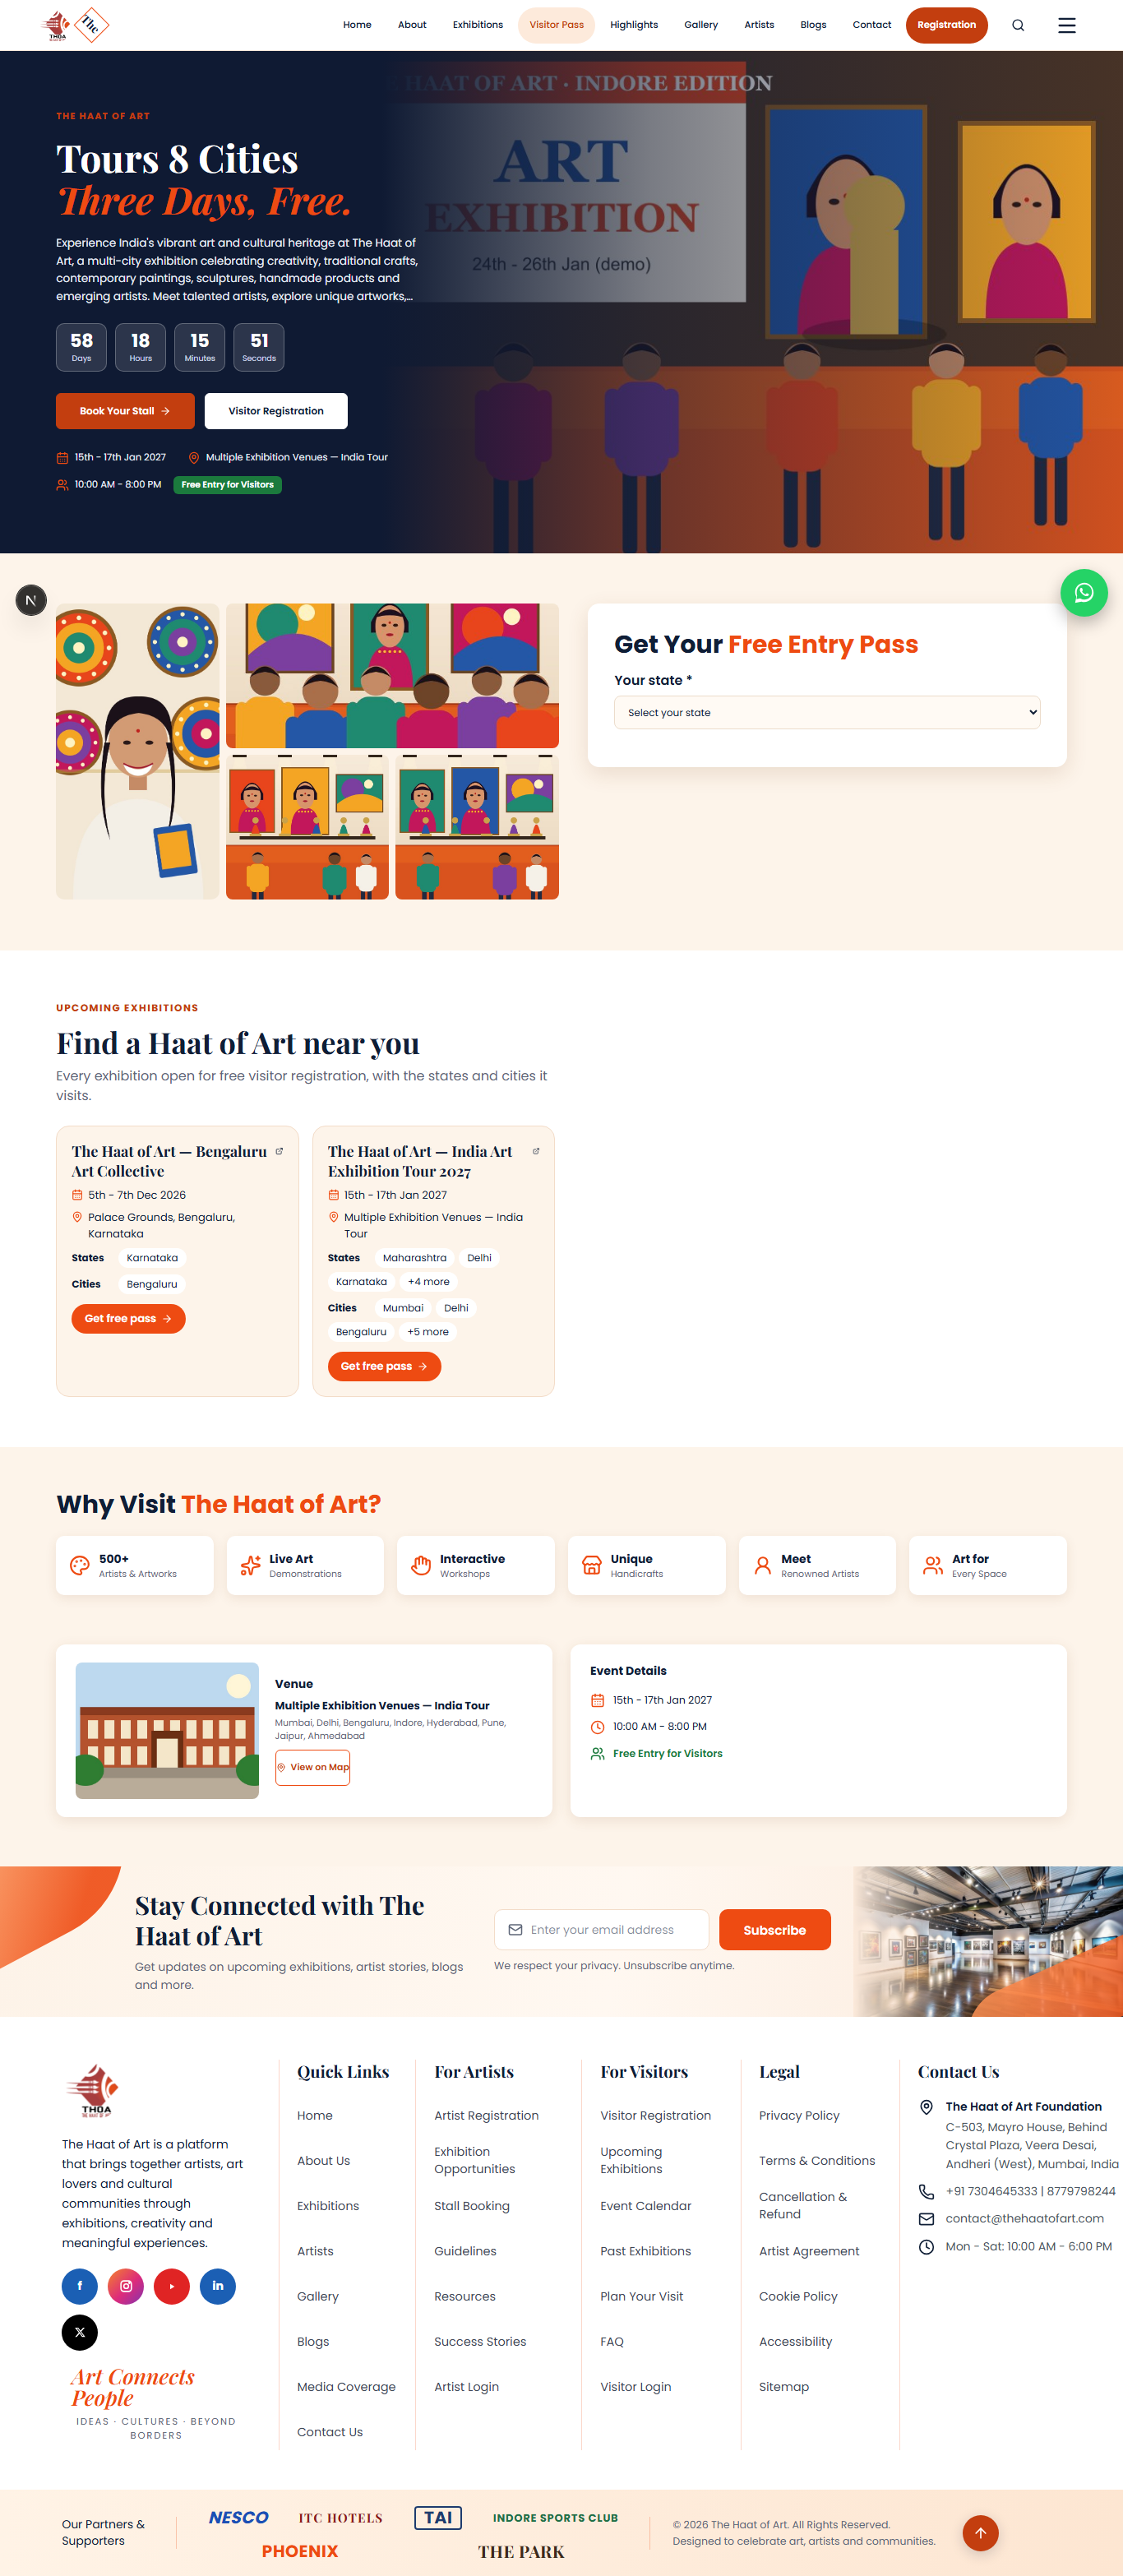 THOA
The
Home
About
Exhibitions
Visitor Pass
Highlights
Gallery
Artists
Blogs
Contact
Registration
THE HAAT OF ART
Tours 8 Cities
Three Days, Free.
Experience India's vibrant art and cultural heritage at The Haat of
Art, a multi-city exhibition celebrating creativity, traditional crafts,
contemporary paintings, sculptures, handmade products and
emerging artists. Meet talented artists, explore unique artworks,...
58
Days
18
Hours
15
Minutes
51
Seconds
Book Your Stall
Visitor Registration
15th - 17th Jan 2027
Multiple Exhibition Venues — India Tour
10:00 AM - 8:00 PM
Free Entry for Visitors
HAAT OF ART · INDORE EDITION
ART
EXHIBITION
24th - 26th Jan (demo)
N
Get Your Free Entry Pass
Your state *
Select your state
UPCOMING EXHIBITIONS
Find a Haat of Art near you
Every exhibition open for free visitor registration, with the states and cities it
visits.
The Haat of Art — Bengaluru
Art Collective
5th - 7th Dec 2026
Palace Grounds, Bengaluru,
Karnataka
States Karnataka
Cities Bengaluru
Get free pass
The Haat of Art — India Art
Exhibition Tour 2027
15th - 17th Jan 2027
Multiple Exhibition Venues — India
Tour
States Maharashtra Delhi
Karnataka +4 more
Cities Mumbai Delhi
Bengaluru +5 more
Get free pass
Why Visit The Haat of Art?
500+
Artists & Artworks
Live Art
Demonstrations
Interactive
Workshops
Unique
Handicrafts
Meet
Renowned Artists
Art for
Every Space
Venue
Multiple Exhibition Venues — India Tour
Mumbai, Delhi, Bengaluru, Indore, Hyderabad, Pune,
Jaipur, Ahmedabad
View on Map
Event Details
15th - 17th Jan 2027
10:00 AM - 8:00 PM
Free Entry for Visitors
Stay Connected with The
Haat of Art
Get updates on upcoming exhibitions, artist stories, blogs
and more.
Enter your email address
Subscribe
We respect your privacy. Unsubscribe anytime.
THOA
THE HAAT OF ART
The Haat of Art is a platform
that brings together artists, art
lovers and cultural
communities through
exhibitions, creativity and
meaningful experiences.
f
in
X
Art Connects
People
IDEAS · CULTURES · BEYOND
BORDERS
Quick Links
Home
About Us
Exhibitions
Artists
Gallery
Blogs
Media Coverage
Contact Us
For Artists
Artist Registration
Exhibition
Opportunities
Stall Booking
Guidelines
Resources
Success Stories
Artist Login
For Visitors
Visitor Registration
Upcoming
Exhibitions
Event Calendar
Past Exhibitions
Plan Your Visit
FAQ
Visitor Login
Legal
Privacy Policy
Terms & Conditions
Cancellation &
Refund
Artist Agreement
Cookie Policy
Accessibility
Sitemap
Contact Us
The Haat of Art Foundation
C-503, Mayro House, Behind
Crystal Plaza, Veera Desai,
Andheri (West), Mumbai, India
+91 7304645333 | 8779798244
contact@thehaatofart.com
Mon - Sat: 10:00 AM - 6:00 PM
Our Partners &
Supporters
NESCO
ITC HOTELS
TAI
INDORE SPORTS CLUB
PHOENIX
THE PARK
© 2026 The Haat of Art. All Rights Reserved.
Designed to celebrate art, artists and communities.